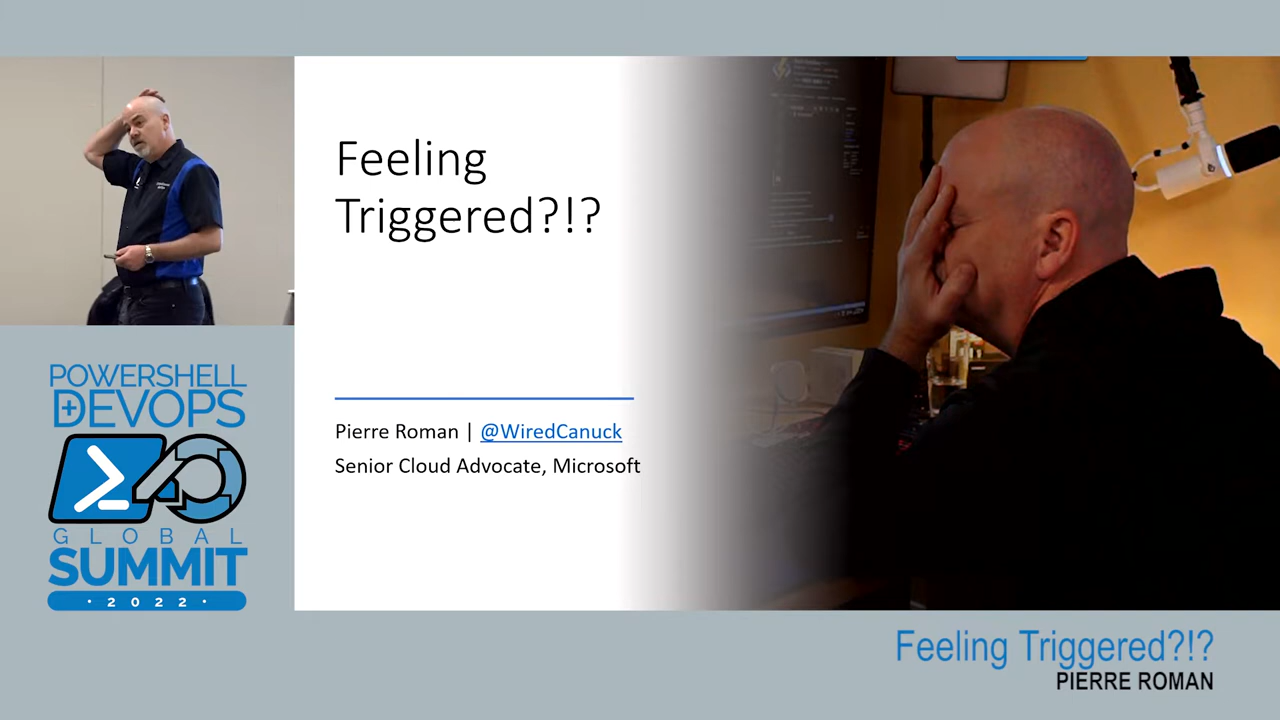 Feeling
Triggered?!?
Pierre Roman | @WiredCanuck
Senior Cloud Advocate, Microsoft
POWERSHELL
+DEVOPS
GLOBAL
SUMMIT
· 2022 ·
Feeling Triggered?!?
PIERRE ROMAN